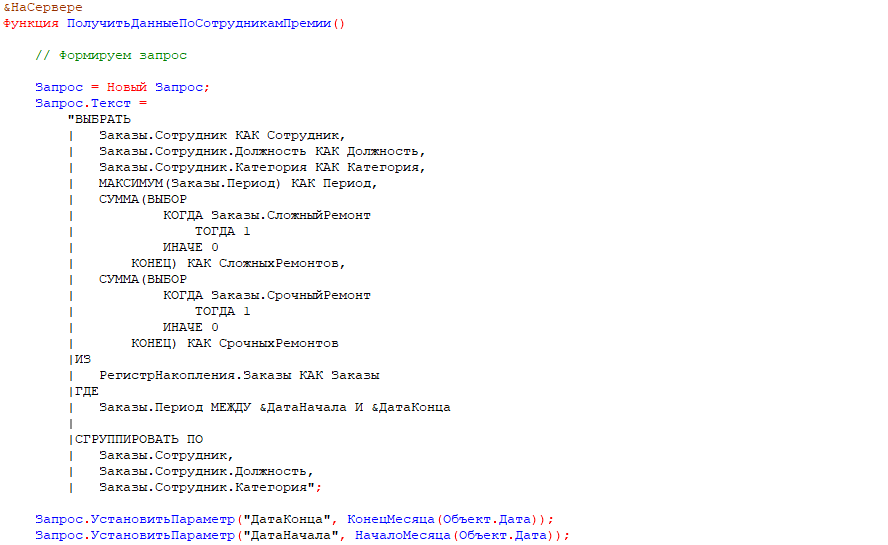 &НаСервере
Функция ПолучитьДанныеПоСотрудникамПремии()
// Формируем запрос
Запрос = Новый Запрос;
Запрос.Текст =
"ВЫБРАТЬ
|   Заказы.Сотрудник КАК Сотрудник,
|   Заказы.Сотрудник.Должность КАК Должность,
|   Заказы.Сотрудник.Категория КАК Категория,
|   МАКСИМУМ(Заказы.Период) КАК Период,
|   СУММА(ВЫБОР
|           КОГДА Заказы.СложныйРемонт
|               ТОГДА 1
|           ИНАЧЕ 0
|       КОНЕЦ) КАК СложныхРемонтов,
|   СУММА(ВЫБОР
|           КОГДА Заказы.СрочныйРемонт
|               ТОГДА 1
|           ИНАЧЕ 0
|       КОНЕЦ) КАК СрочныхРемонтов
|ИЗ
|   РегистрНакопления.Заказы КАК Заказы
|ГДЕ
|   Заказы.Период МЕЖДУ &ДатаНачала И &ДатаКонца
|
|СГРУППИРОВАТЬ ПО
|   Заказы.Сотрудник,
|   Заказы.Сотрудник.Должность,
|   Заказы.Сотрудник.Категория";
Запрос.УстановитьПараметр("ДатаКонца", КонецМесяца(Объект.Дата));
Запрос.УстановитьПараметр("ДатаНачала", НачалоМесяца(Объект.Дата));